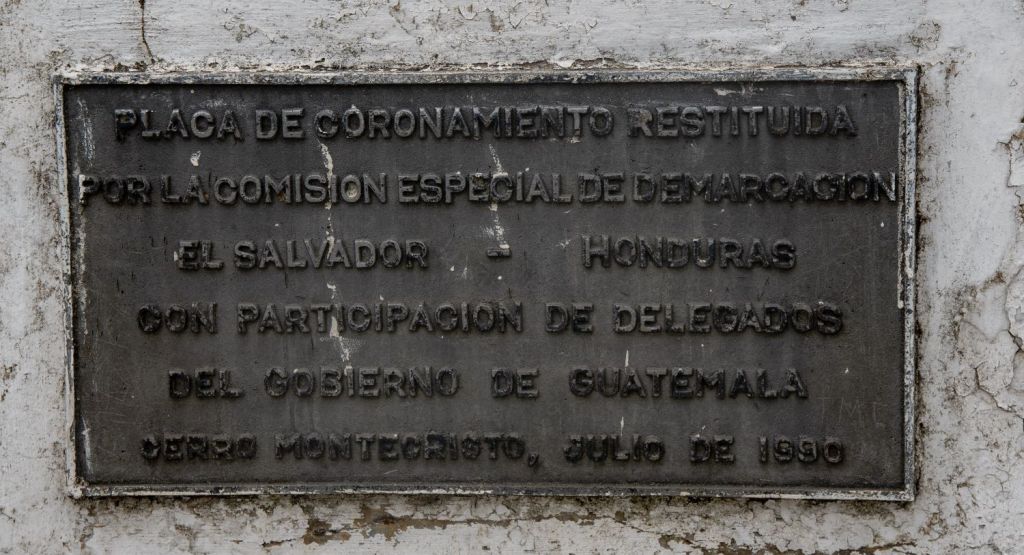 PLACA DE CORONAMIENTO RESTITUIDA
POR LA COMISION ESPECIAL DE DEMARCACION
EL SALVADOR – HONDURAS
CON PARTICIPACION DE DELEGADOS
DEL GOBIERNO DE GUATEMALA
CERRO MONTECRISTO, JULIO DE 1990